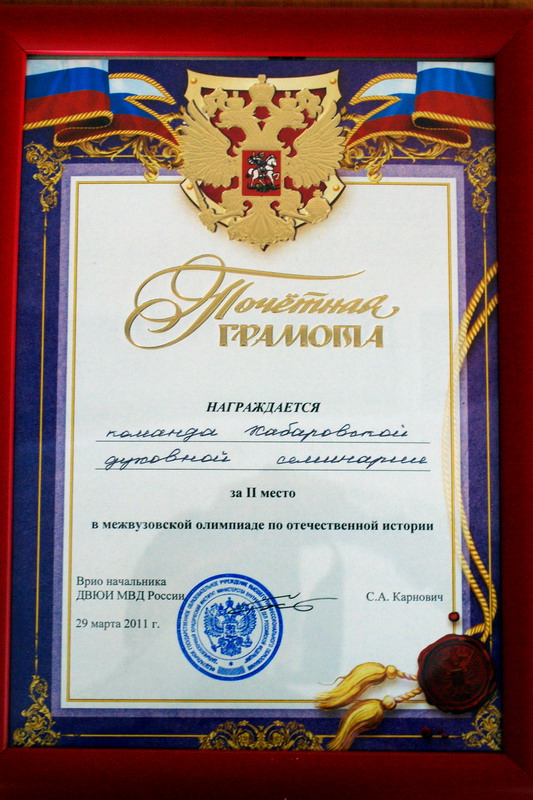 Почётная
ГРАМОТА
НАГРАЖДАЕТСЯ
команда Хабаровской
духовной семинарии
за II место
в межвузовской олимпиаде по отечественной истории
Врио начальника
ДВЮИ МВД России
С.А. Карнович
29 марта 2011 г.